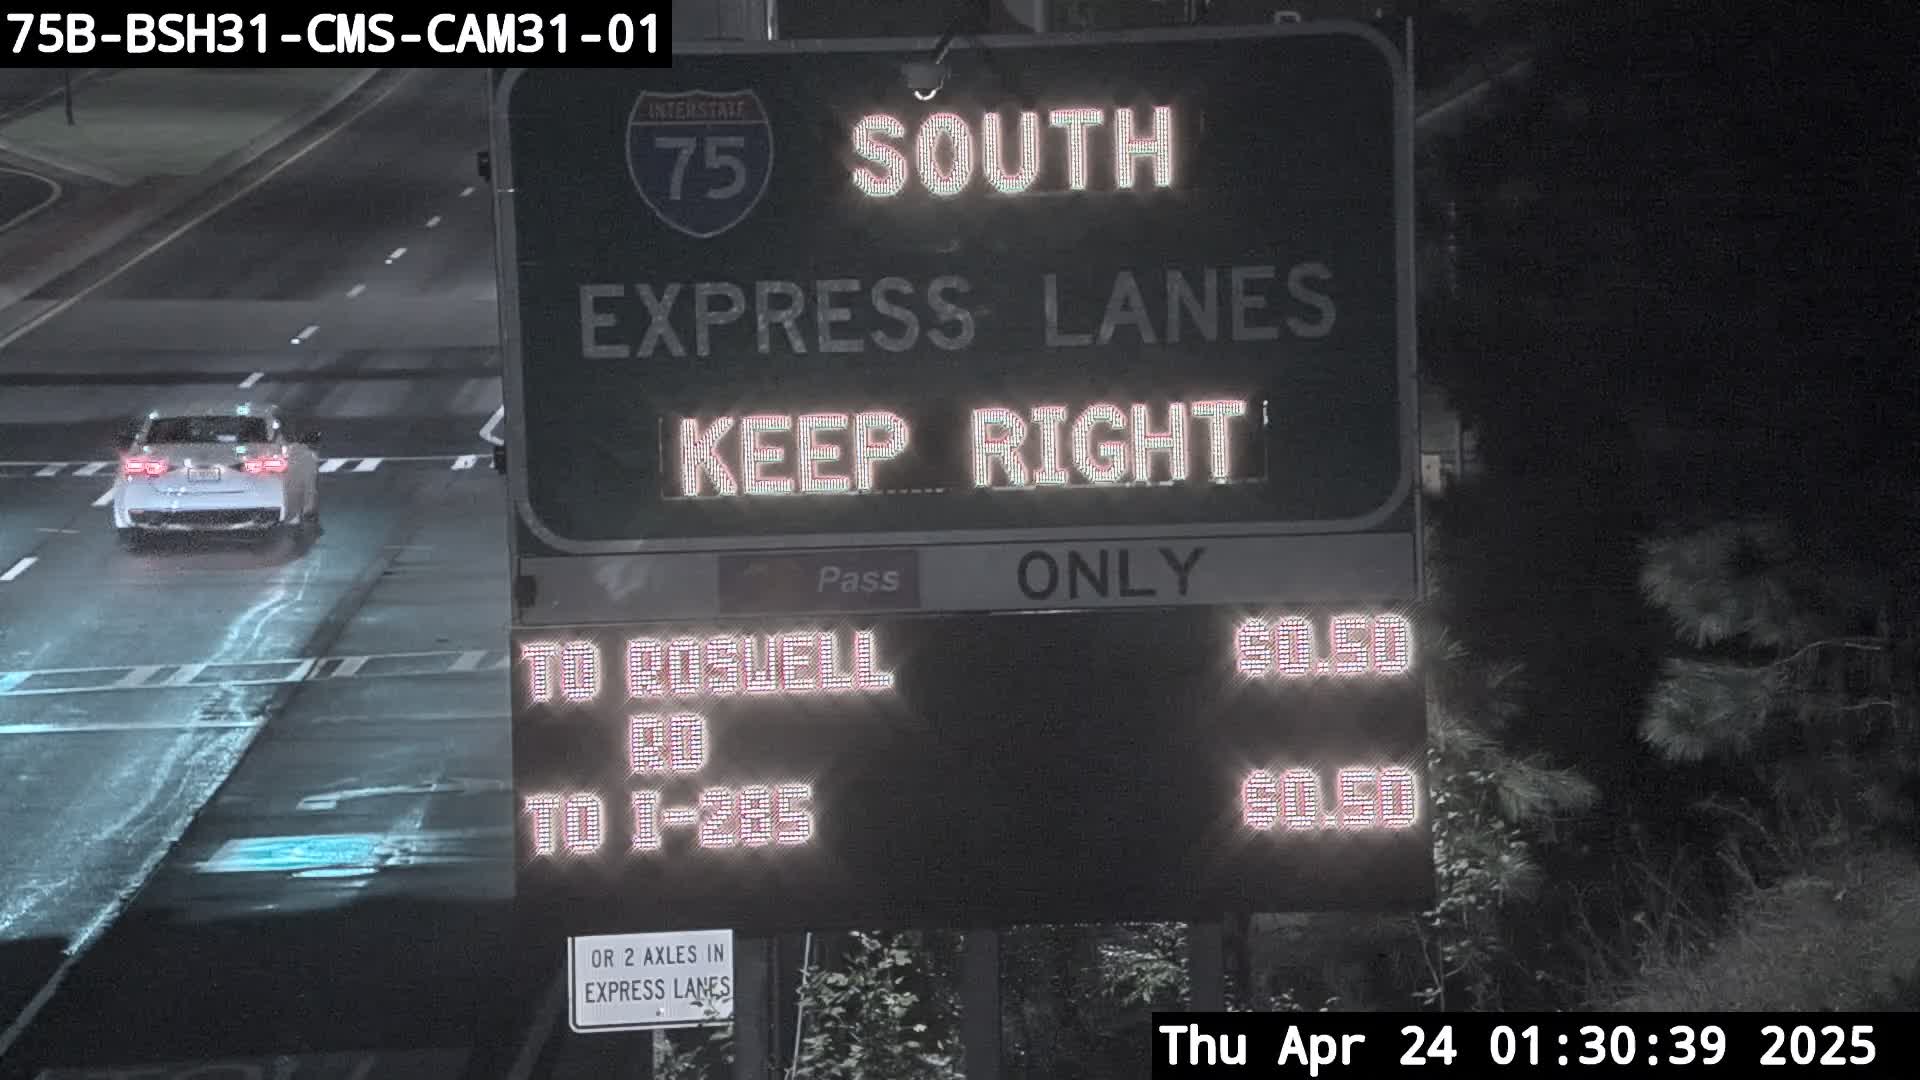 75B-BSH31-CMS-CAM31-01
INTERSTATE
75
SOUTH
EXPRESS LANES
KEEP RIGHT
Pass ONLY
TO ROSWELL $0.50
RD
TO I-285 $0.50
OR 2 AXLES IN
EXPRESS LANES
Thu Apr 24 01:30:39 2025